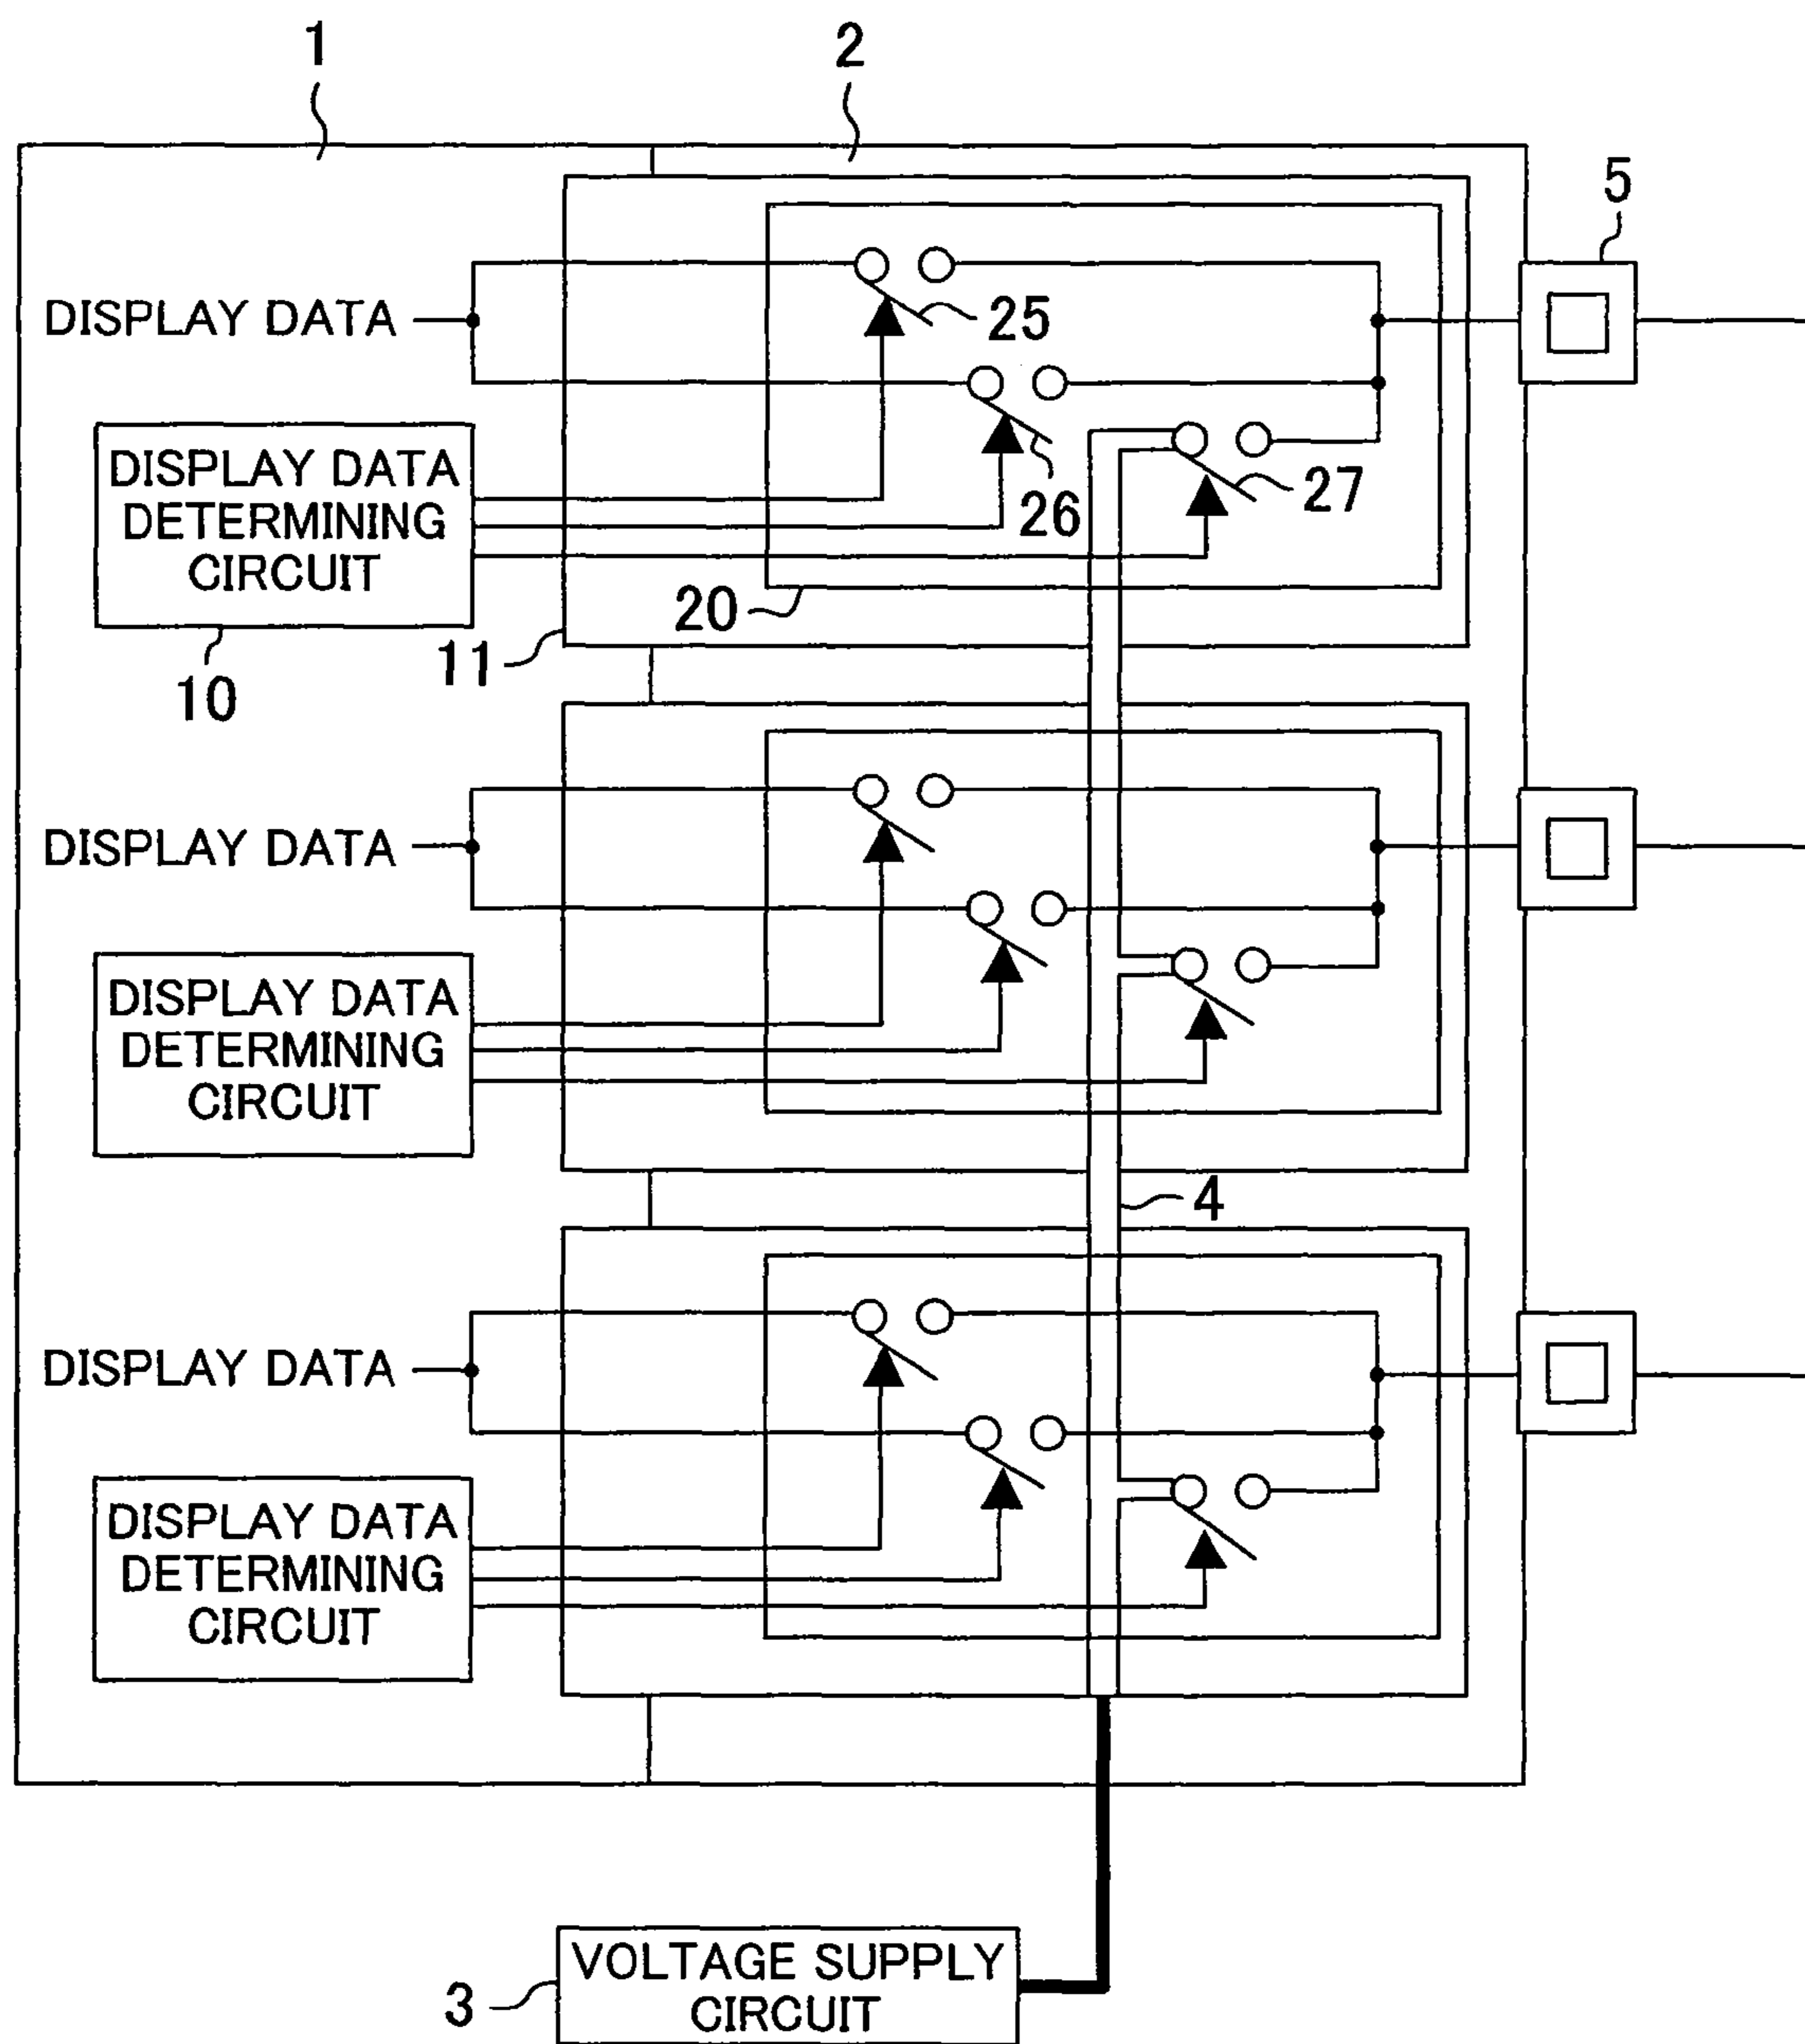 1
2
5
DISPLAY DATA
25
26
27
DISPLAY DATA
DETERMINING
CIRCUIT
20
11
10
DISPLAY DATA
DISPLAY DATA
DETERMINING
CIRCUIT
4
DISPLAY DATA
DISPLAY DATA
DETERMINING
CIRCUIT
3
VOLTAGE SUPPLY
CIRCUIT